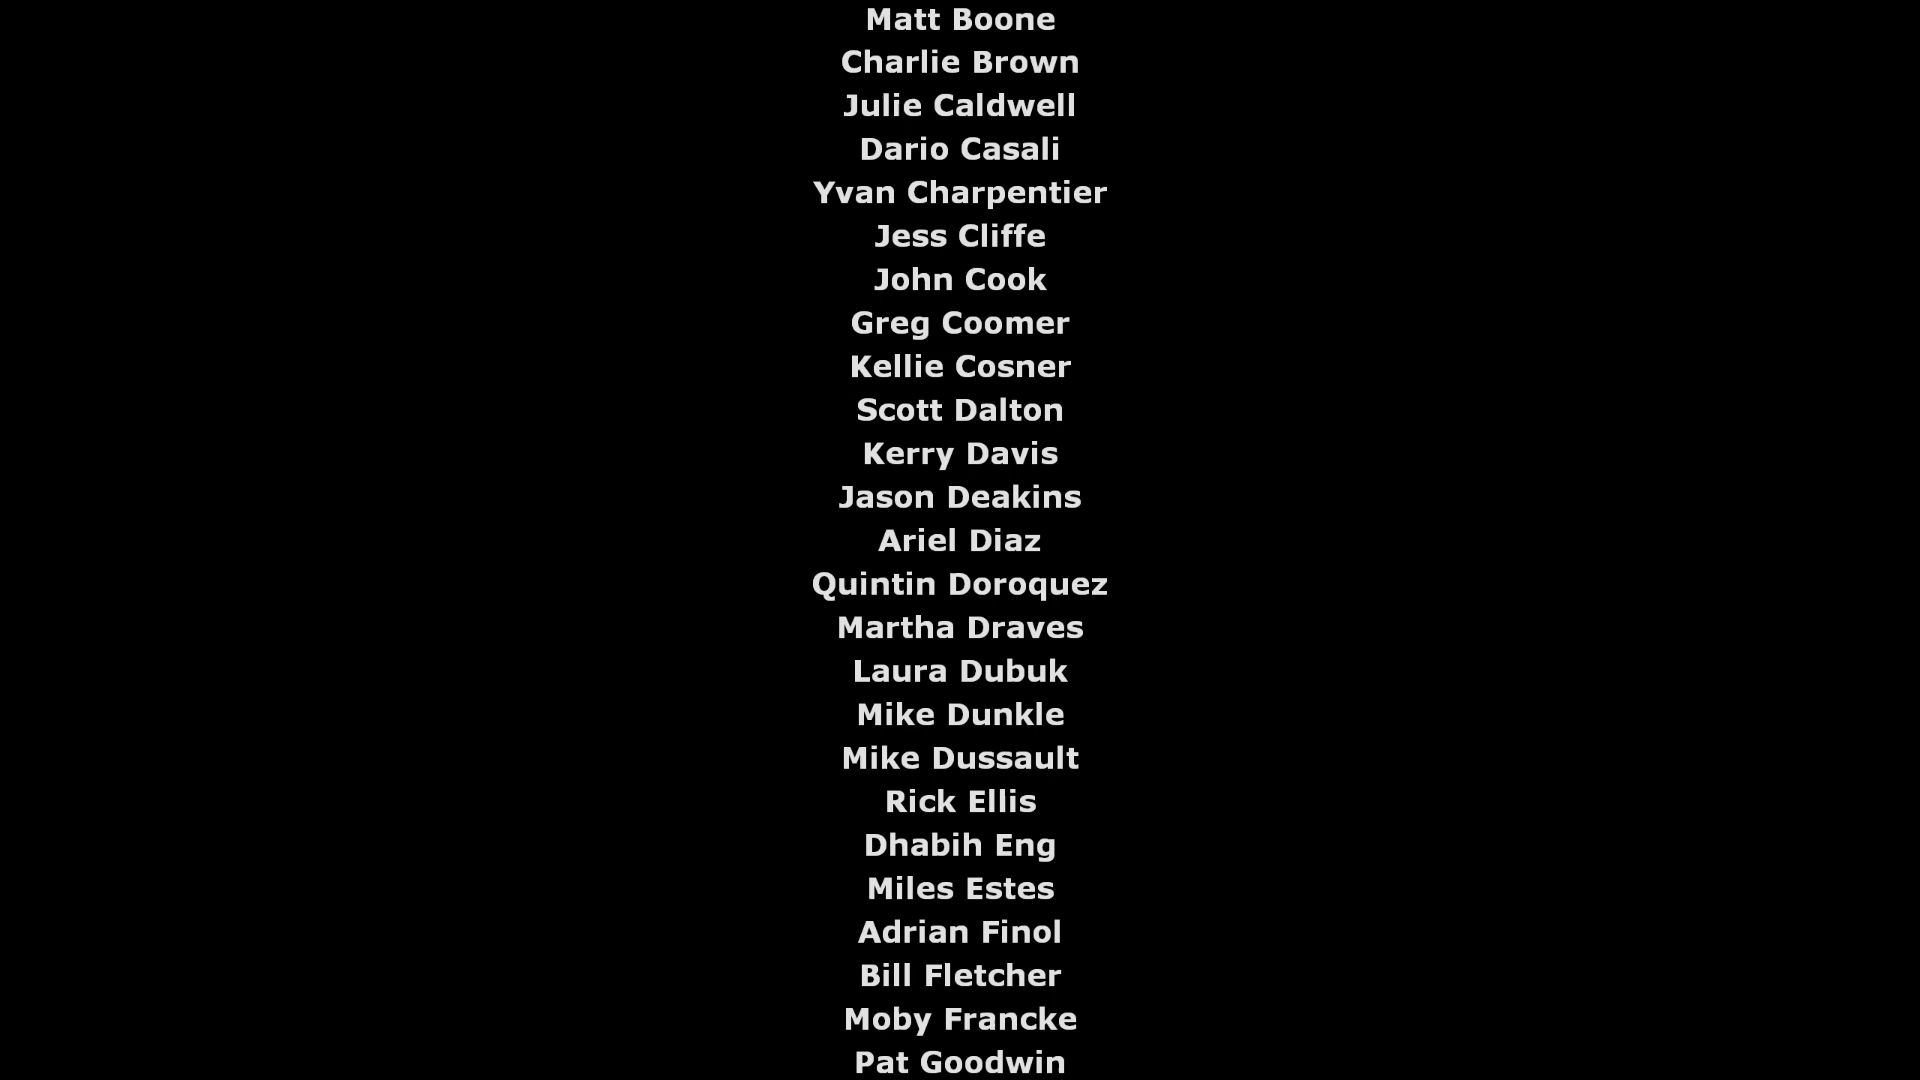 Matt Boone
Charlie Brown
Julie Caldwell
Dario Casali
Yvan Charpentier
Jess Cliffe
John Cook
Greg Coomer
Kellie Cosner
Scott Dalton
Kerry Davis
Jason Deakins
Ariel Diaz
Quintin Doroquez
Martha Draves
Laura Dubuk
Mike Dunkle
Mike Dussault
Rick Ellis
Dhabih Eng
Miles Estes
Adrian Finol
Bill Fletcher
Moby Francke
Pat Goodwin